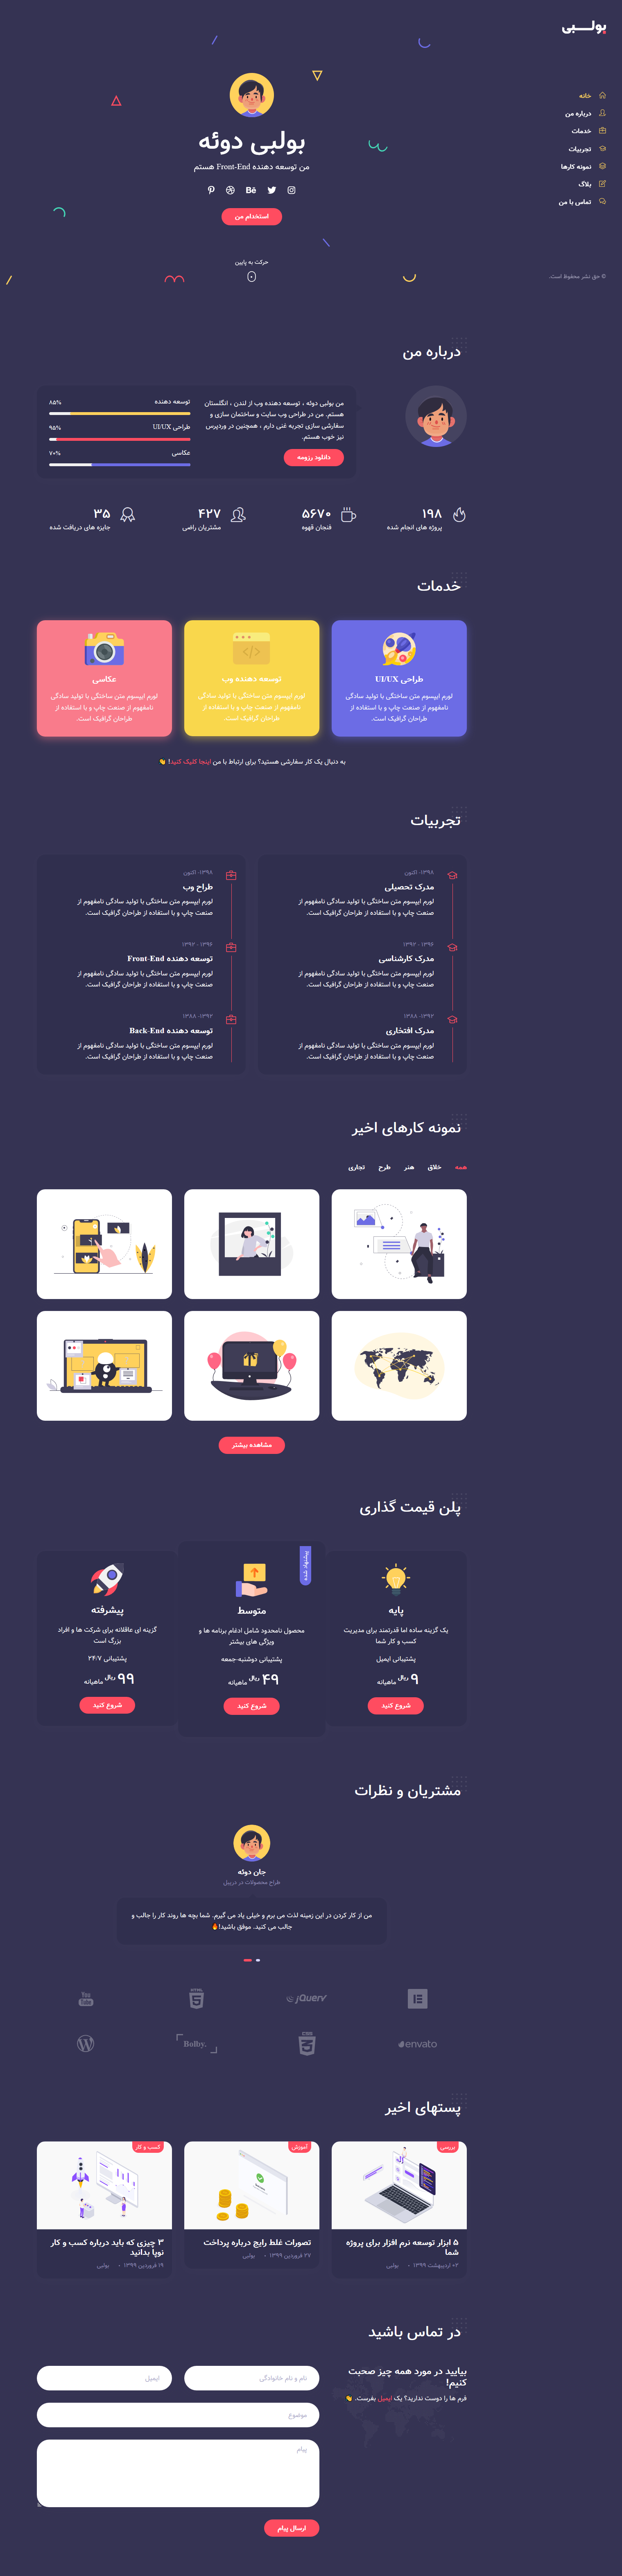 بولبی
خانه
درباره من
خدمات
تجربیات
نمونه کارها
بلاگ
تماس با من
© حق نشر محفوظ است.
بولبی دوئه
من توسعه دهنده Front-End هستم
استخدام من
حرکت به پایین
درباره من
من بولبی دوئه ، توسعه دهنده وب از لندن ، انگلستان
هستم. من در طراحی وب سایت و ساختمان سازی و
سفارشی سازی تجربه غنی دارم ، همچنین در وردپرس
نیز خوب هستم.
دانلود رزومه
توسعه دهنده ۸۵%
طراحی UI/UX ۹۵%
عکاسی ۷۰%
۱۹۸
پروژه های انجام شده
۵۶۷۰
فنجان قهوه
۴۲۷
مشتریان راضی
۳۵
جایزه های دریافت شده
خدمات
طراحی UI/UX
لورم ایپسوم متن ساختگی با تولید سادگی
نامفهوم از صنعت چاپ و با استفاده از
طراحان گرافیک است.
توسعه دهنده وب
لورم ایپسوم متن ساختگی با تولید سادگی
نامفهوم از صنعت چاپ و با استفاده از
طراحان گرافیک است.
عکاسی
لورم ایپسوم متن ساختگی با تولید سادگی
نامفهوم از صنعت چاپ و با استفاده از
طراحان گرافیک است.
به دنبال یک کار سفارشی هستید؟ برای ارتباط با من اینجا کلیک کنید! 👋
تجربیات
۱۳۹۸- اکنون
مدرک تحصیلی
لورم ایپسوم متن ساختگی با تولید سادگی نامفهوم از
صنعت چاپ و با استفاده از طراحان گرافیک است.
۱۳۹۶ - ۱۳۹۲
مدرک کارشناسی
لورم ایپسوم متن ساختگی با تولید سادگی نامفهوم از
صنعت چاپ و با استفاده از طراحان گرافیک است.
۱۳۹۲- ۱۳۸۸
مدرک افتخاری
لورم ایپسوم متن ساختگی با تولید سادگی نامفهوم از
صنعت چاپ و با استفاده از طراحان گرافیک است.
۱۳۹۸- اکنون
طراح وب
لورم ایپسوم متن ساختگی با تولید سادگی نامفهوم از
صنعت چاپ و با استفاده از طراحان گرافیک است.
۱۳۹۶ - ۱۳۹۲
توسعه دهنده Front-End
لورم ایپسوم متن ساختگی با تولید سادگی نامفهوم از
صنعت چاپ و با استفاده از طراحان گرافیک است.
۱۳۹۲- ۱۳۸۸
توسعه دهنده Back-End
لورم ایپسوم متن ساختگی با تولید سادگی نامفهوم از
صنعت چاپ و با استفاده از طراحان گرافیک است.
نمونه کارهای اخیر
همه خلاق هنر طرح تجاری
مشاهده بیشتر
پلن قیمت گذاری
پایه
یک گزینه ساده اما قدرتمند برای مدیریت
کسب و کار شما
پشتیبانی ایمیل
۹ ریال ماهیانه
شروع کنید
پیشنهاد شده
متوسط
محصول نامحدود شامل ادغام برنامه ها و
ویژگی های بیشتر
پشتیبانی دوشنبه-جمعه
۴۹ ریال ماهیانه
شروع کنید
پیشرفته
گزینه ای عاقلانه برای شرکت ها و افراد
بزرگ است
پشتیبانی ۲۴/۷
۹۹ ریال ماهیانه
شروع کنید
مشتریان و نظرات
جان دوئه
طراح محصولات در دریبل
من از کار کردن در این زمینه لذت می برم و خیلی یاد می گیرم. شما بچه ها روند کار را جالب و
جالب می کنید. موفق باشید!🔥
jQuery
HTML
5
You
Tube
envato
CSS
3
Bolby.
پستهای اخیر
بررسی
۵ ابزار توسعه نرم افزار برای پروژه
شما
۰۲ اردیبهشت ۱۳۹۹ • بولبی
آموزش
تصورات غلط رایج درباره پرداخت
۲۷ فروردین ۱۳۹۹ • بولبی
کسب و کار
۳ چیزی که باید درباره کسب و کار
نوپا بدانید
۱۹ فروردین ۱۳۹۹ • بولبی
در تماس باشید
بیایید در مورد همه چیز صحبت
کنیم!
فرم ها را دوست ندارید؟ یک ایمیل بفرست. 👋
نام و نام خانوادگی
ایمیل
موضوع
پیام
ارسال پیام